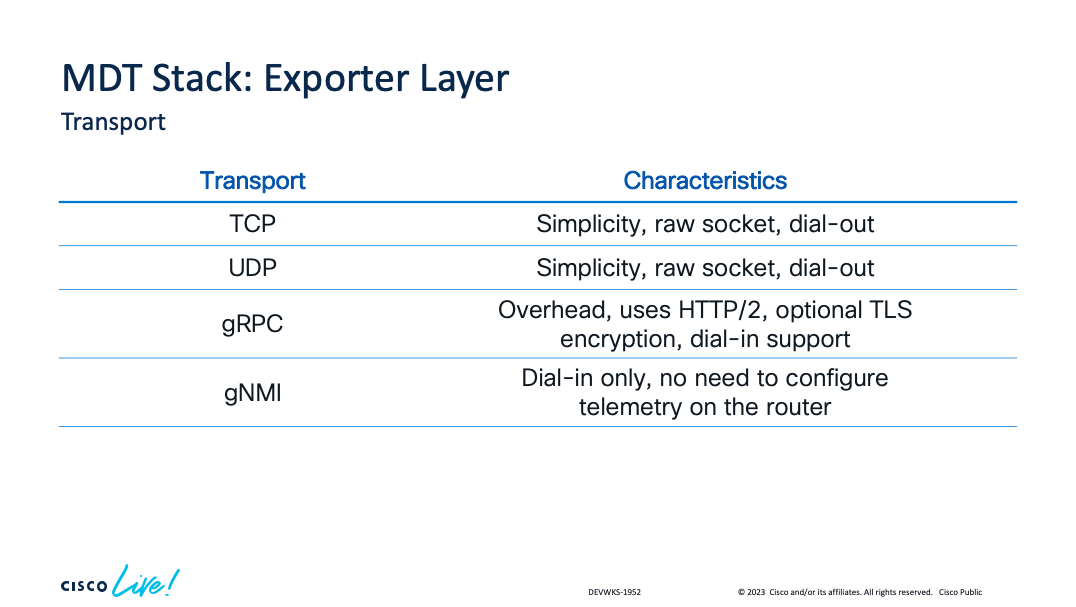 MDT Stack: Exporter Layer
Transport
Transport Characteristics
TCP Simplicity, raw socket, dial-out
UDP Simplicity, raw socket, dial-out
gRPC Overhead, uses HTTP/2, optional TLS
encryption, dial-in support
gNMI Dial-in only, no need to configure
telemetry on the router
CISCO Live!
DEVWKS-1952
© 2023 Cisco and/or its affiliates. All rights reserved. Cisco Public